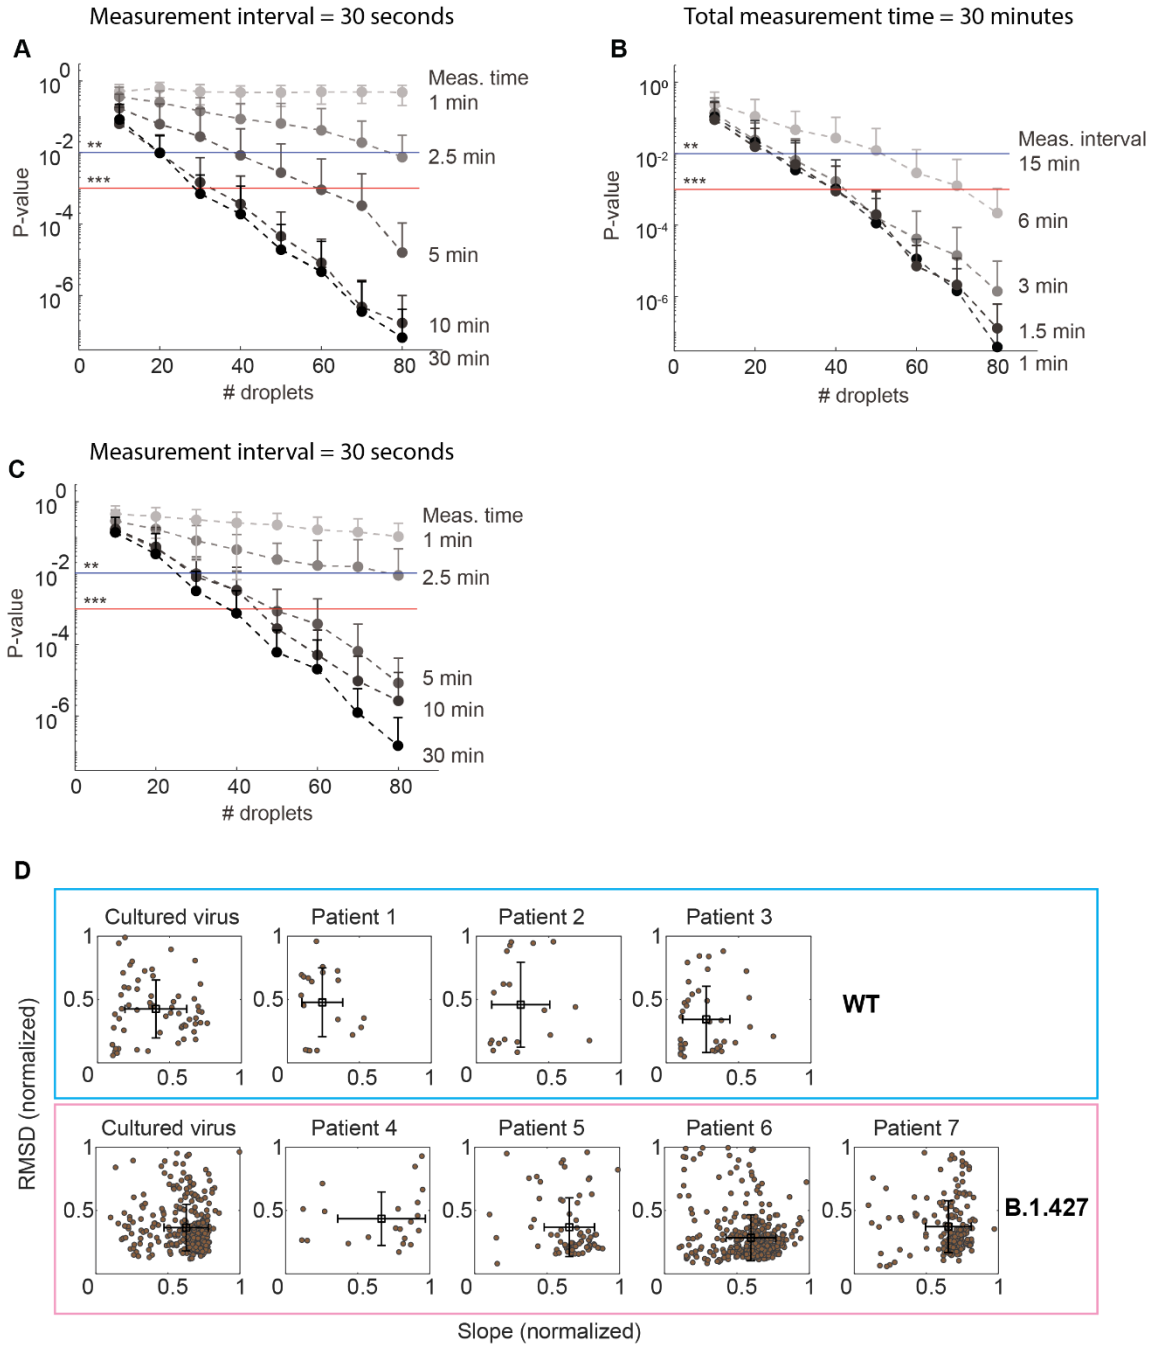 Measurement interval = 30 seconds
A
10⁰
10⁻²
10⁻⁴
10⁻⁶
P-value
**
***
Meas. time
1 min
2.5 min
5 min
10 min
30 min
0 20 40 60 80
# droplets
Total measurement time = 30 minutes
B
10⁰
10⁻²
10⁻⁴
10⁻⁶
P-value
**
***
Meas. interval
15 min
6 min
3 min
1.5 min
1 min
0 20 40 60 80
# droplets
Measurement interval = 30 seconds
C
10⁰
10⁻²
10⁻⁴
10⁻⁶
P-value
**
***
Meas. time
1 min
2.5 min
5 min
10 min
30 min
0 20 40 60 80
# droplets
D
RMSD (normalized)
Cultured virus Patient 1 Patient 2 Patient 3
1 1 1 1
0.5 0.5 0.5 0.5
WT
0 0.5 1 0 0.5 1 0 0.5 1 0 0.5 1
Cultured virus Patient 4 Patient 5 Patient 6 Patient 7
1 1 1 1 1
0.5 0.5 0.5 0.5 0.5
B.1.427
0 0.5 1 0 0.5 1 0 0.5 1 0 0.5 1 0 0.5 1
Slope (normalized)